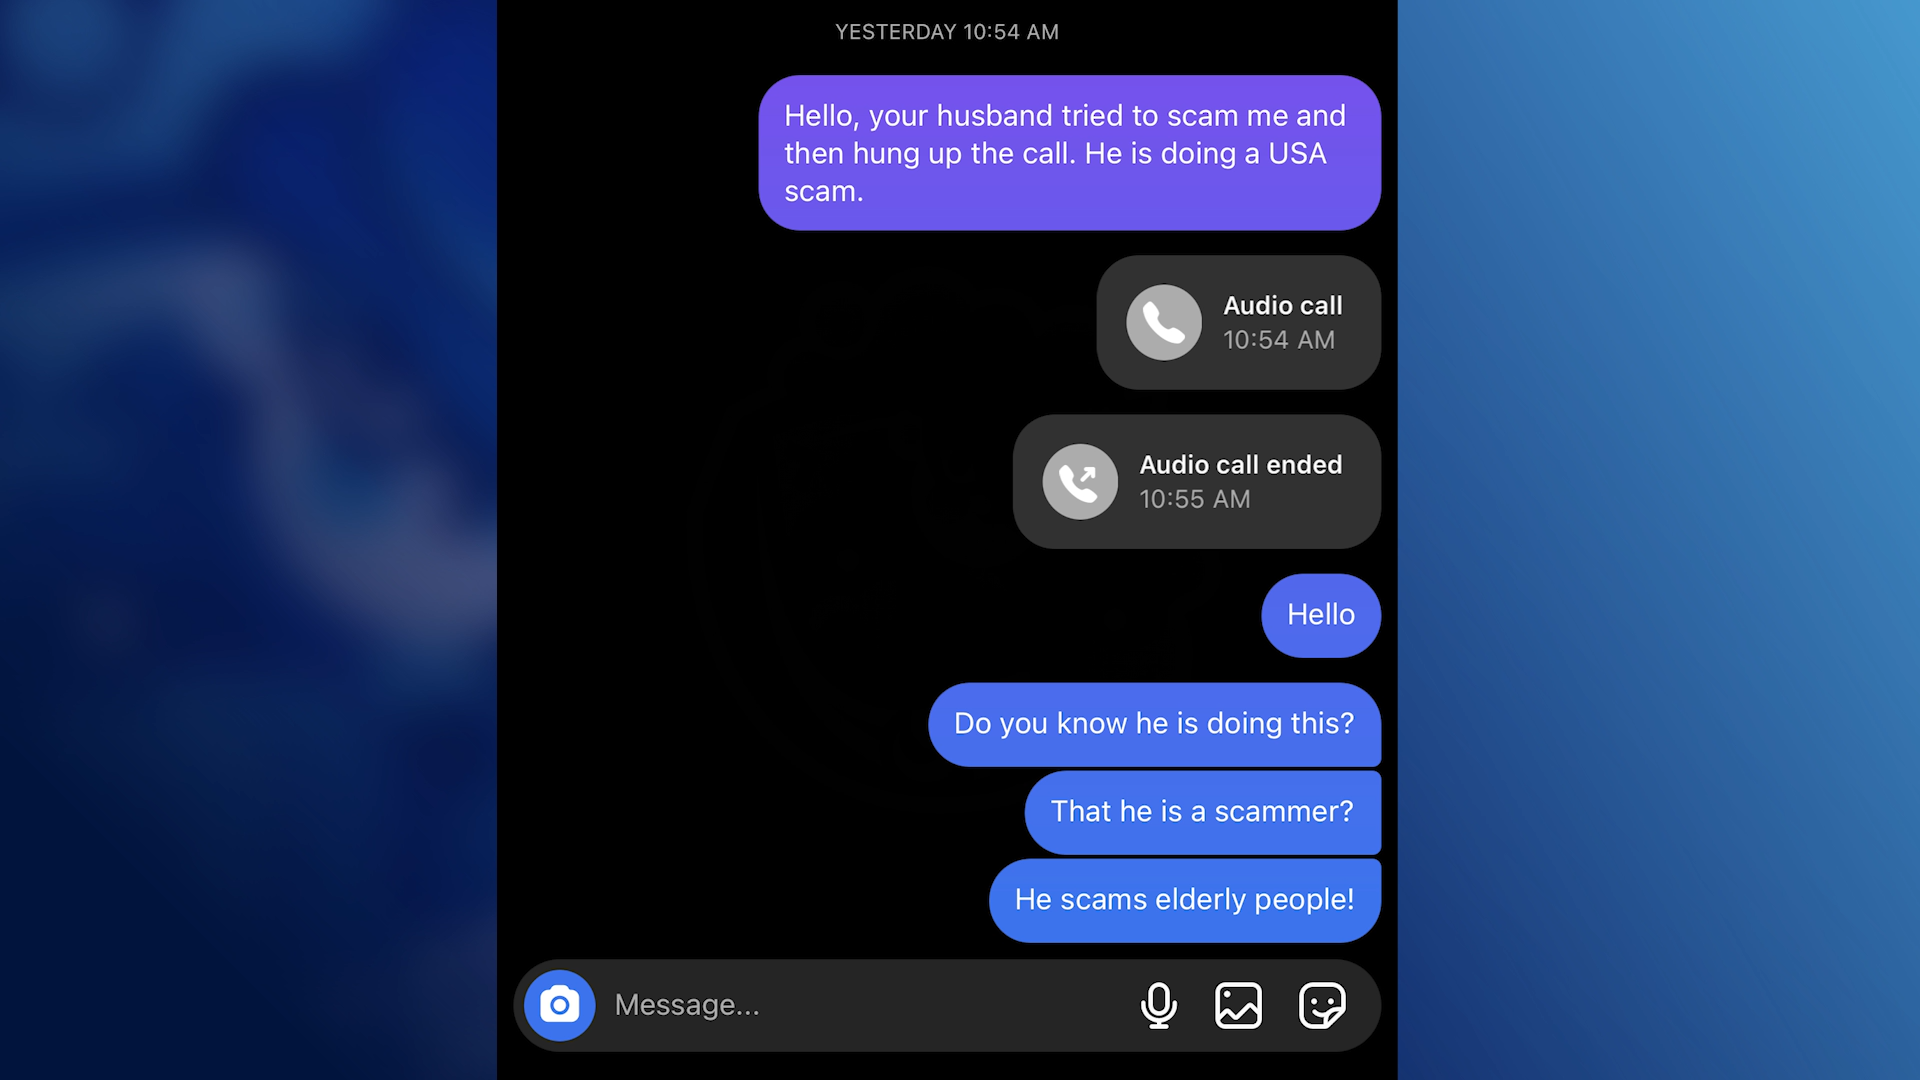 YESTERDAY 10:54 AM
Hello, your husband tried to scam me and
then hung up the call. He is doing a USA
scam.
Audio call
10:54 AM
Audio call ended
10:55 AM
Hello
Do you know he is doing this?
That he is a scammer?
He scams elderly people!
Message...